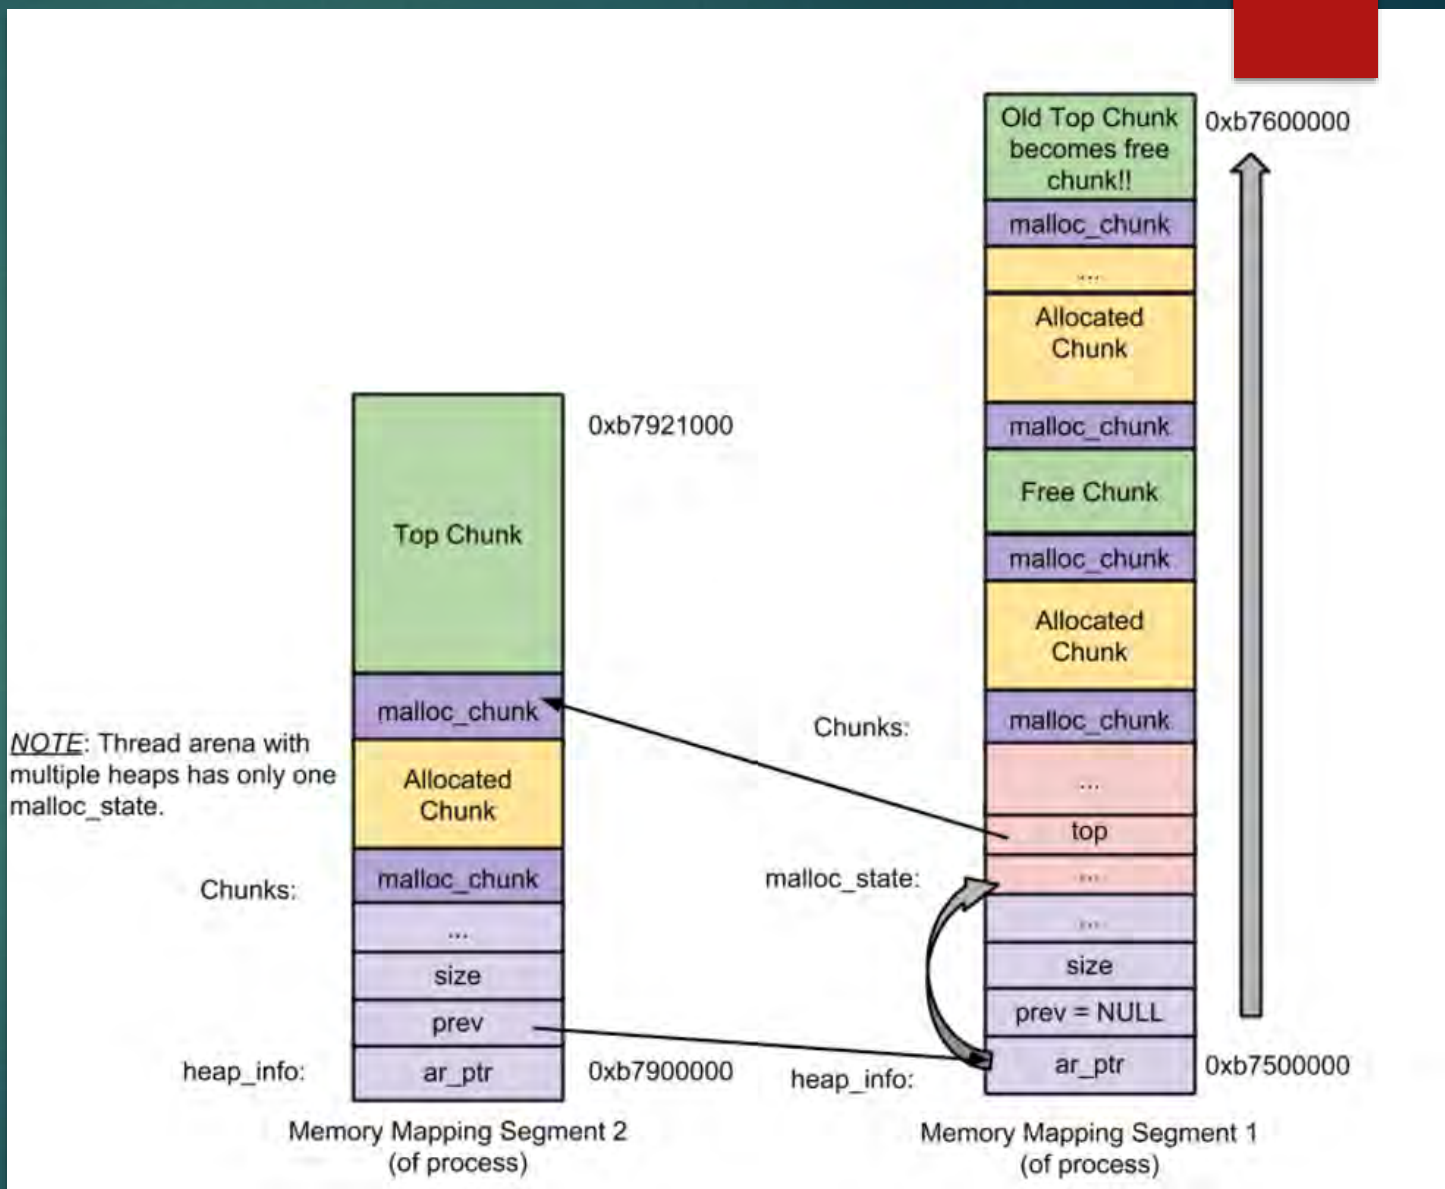 NOTE: Thread arena with
multiple heaps has only one
malloc_state.
0xb7921000
Top Chunk
malloc_chunk
Allocated
Chunk
Chunks:
malloc_chunk
...
size
prev
heap_info:
ar_ptr
0xb7900000
Memory Mapping Segment 2
(of process)
Old Top Chunk
becomes free
chunk!!
0xb7600000
malloc_chunk
...
Allocated
Chunk
malloc_chunk
Free Chunk
malloc_chunk
Allocated
Chunk
Chunks:
malloc_chunk
...
top
malloc_state:
...
...
size
prev = NULL
heap_info:
ar_ptr
0xb7500000
Memory Mapping Segment 1
(of process)